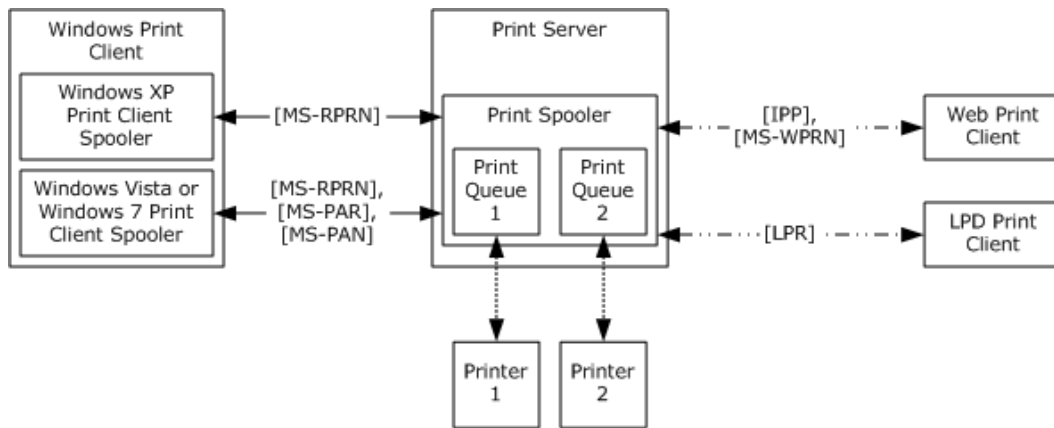 Windows Print
Client
Windows XP
Print Client
Spooler
Windows Vista or
Windows 7 Print
Client Spooler
[MS-RPRN]
[MS-RPRN],
[MS-PAR],
[MS-PAN]
Print Server
Print Spooler
Print
Queue
1
Print
Queue
2
[IPP],
[MS-WPRN]
[LPR]
Web Print
Client
LPD Print
Client
Printer
1
Printer
2